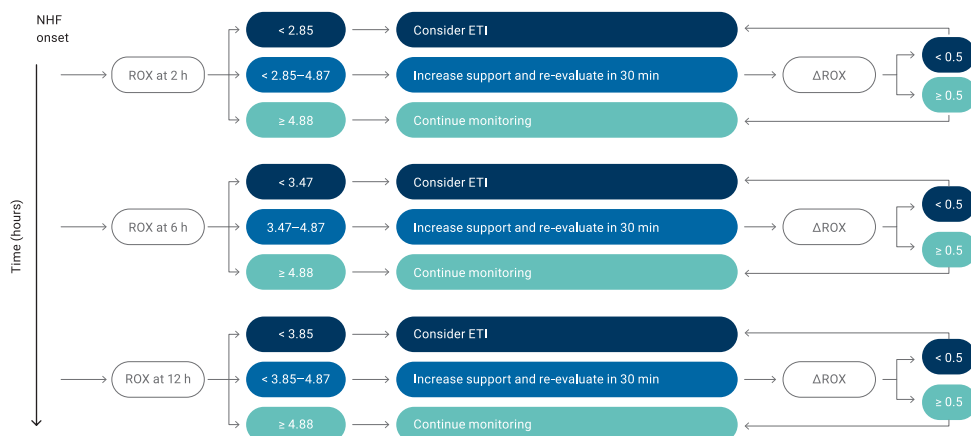 NHF
onset
Time (hours)
ROX at 2 h
< 2.85
Consider ETI
< 2.85–4.87
Increase support and re-evaluate in 30 min
ΔROX
< 0.5
≥ 0.5
≥ 4.88
Continue monitoring
ROX at 6 h
< 3.47
Consider ETI
3.47–4.87
Increase support and re-evaluate in 30 min
ΔROX
< 0.5
≥ 0.5
≥ 4.88
Continue monitoring
ROX at 12 h
< 3.85
Consider ETI
< 3.85–4.87
Increase support and re-evaluate in 30 min
ΔROX
< 0.5
≥ 0.5
≥ 4.88
Continue monitoring